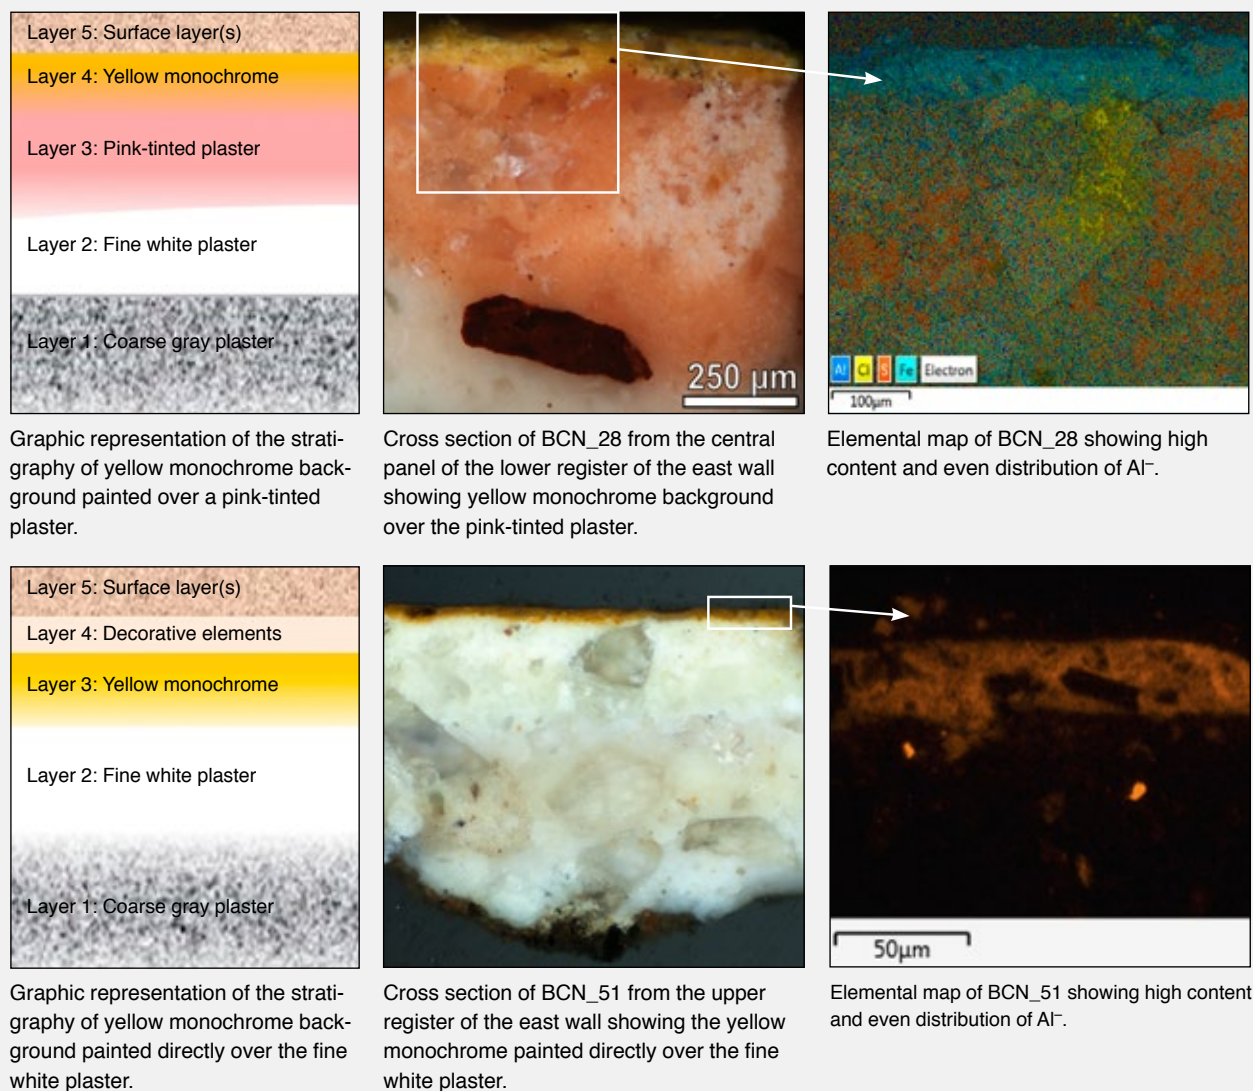 Layer 5: Surface layer(s)
Layer 4: Yellow monochrome
Layer 3: Pink-tinted plaster
Layer 2: Fine white plaster
Layer 1: Coarse gray plaster
250 µm
Al Cl S Fe Electron
100µm
Graphic representation of the strati-
graphy of yellow monochrome back-
ground painted over a pink-tinted
plaster.
Cross section of BCN_28 from the central
panel of the lower register of the east wall
showing yellow monochrome background
over the pink-tinted plaster.
Elemental map of BCN_28 showing high
content and even distribution of Al⁻.
Layer 5: Surface layer(s)
Layer 4: Decorative elements
Layer 3: Yellow monochrome
Layer 2: Fine white plaster
Layer 1: Coarse gray plaster
50µm
Graphic representation of the strati-
graphy of yellow monochrome back-
ground painted directly over the fine
white plaster.
Cross section of BCN_51 from the upper
register of the east wall showing the yellow
monochrome painted directly over the fine
white plaster.
Elemental map of BCN_51 showing high content
and even distribution of Al⁻.